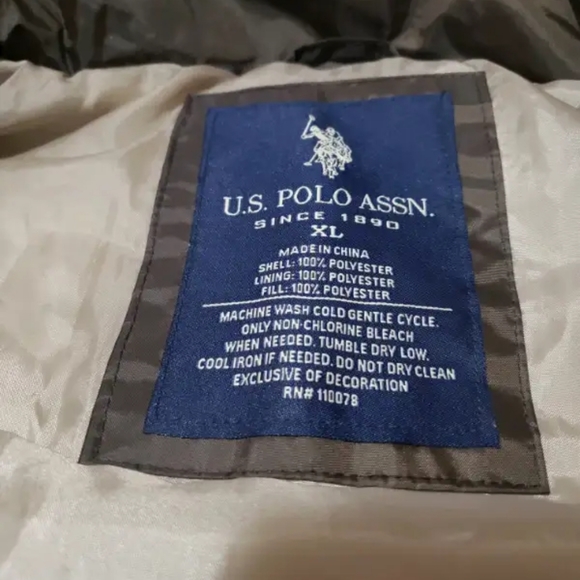 U.S. POLO ASSN.
SINCE 1890
XL
MADE IN CHINA
SHELL: 100% POLYESTER
LINING: 100% POLYESTER
FILL: 100% POLYESTER
MACHINE WASH COLD GENTLE CYCLE.
ONLY NON-CHLORINE BLEACH
WHEN NEEDED. TUMBLE DRY LOW.
COOL IRON IF NEEDED. DO NOT DRY CLEAN
EXCLUSIVE OF DECORATION
RN# 110078